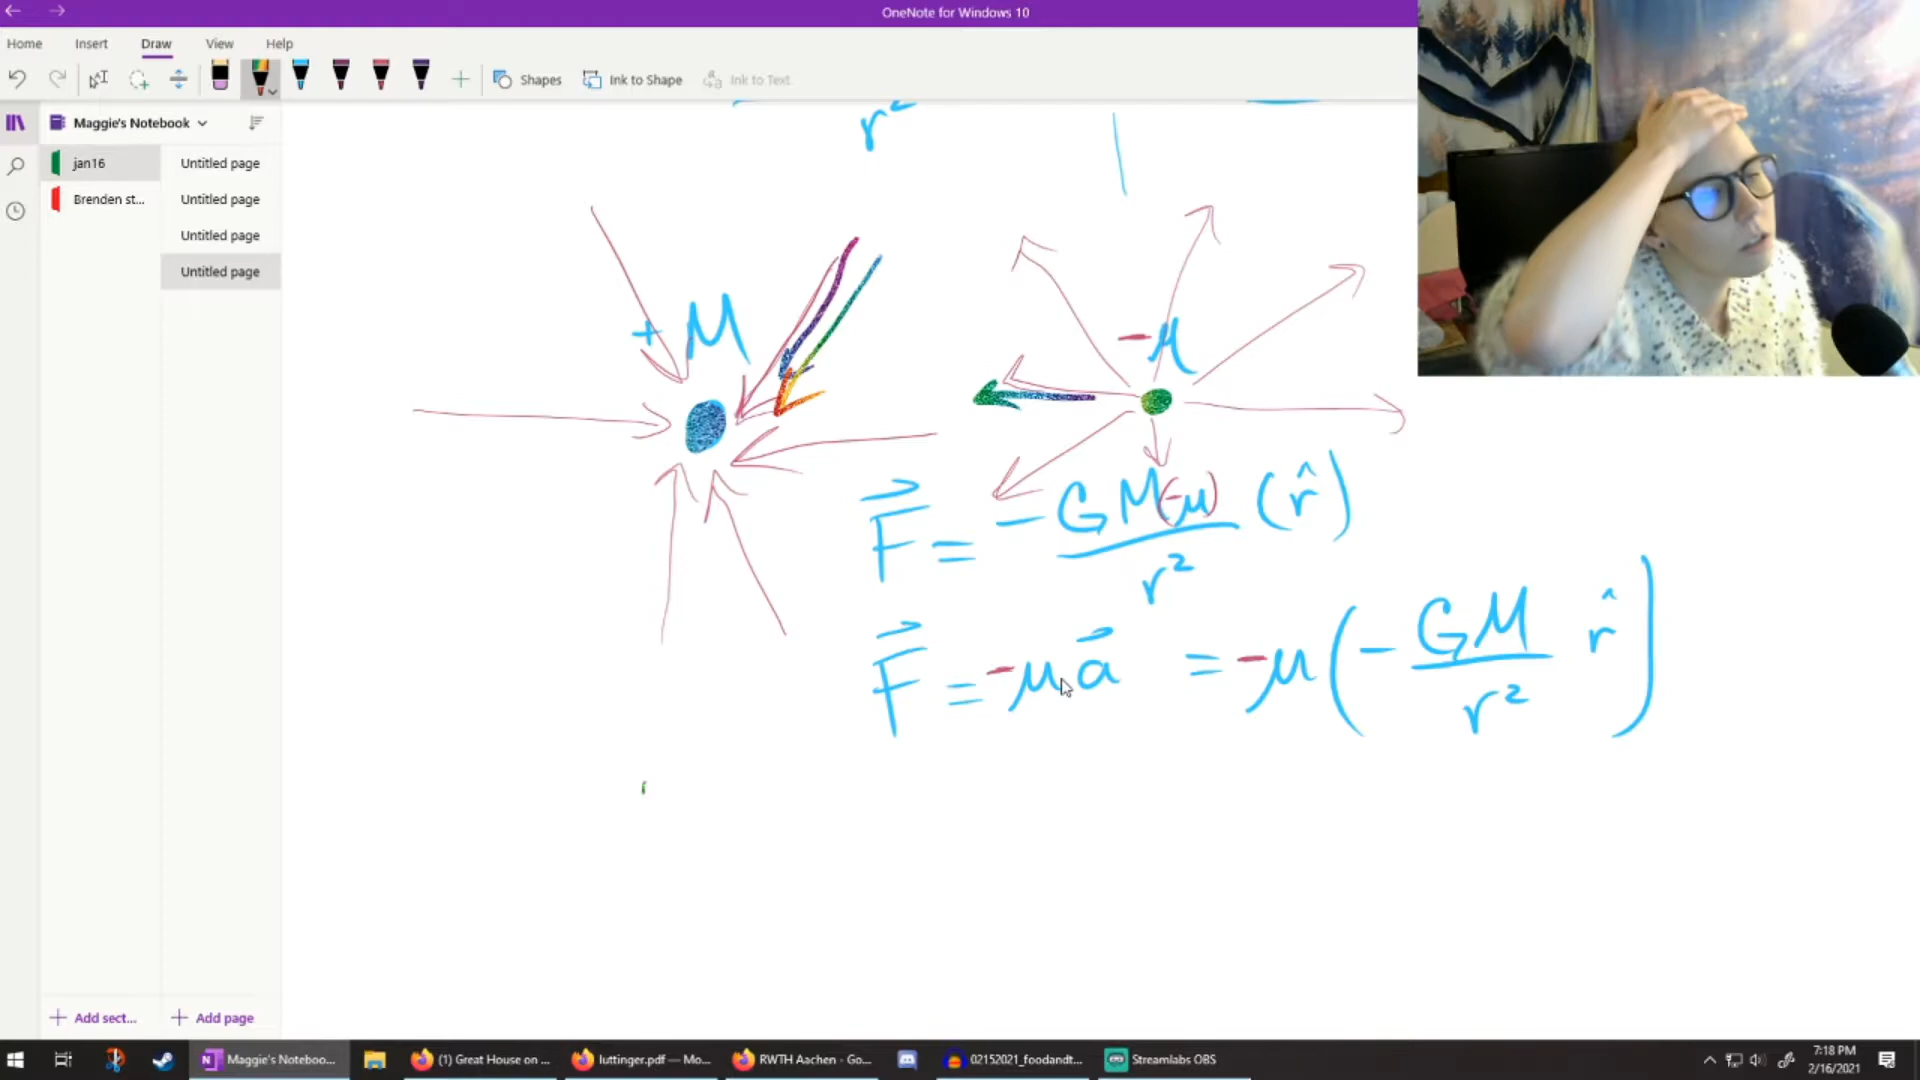 OneNote for Windows 10
Home Insert Draw View Help
Shapes Ink to Shape Ink to Text
Maggie's Notebook
jan16
Brenden st...
Untitled page
Untitled page
Untitled page
Untitled page
r²
+ M
- μ
F⃗ = - GM(-μ) / r² (r̂)
F⃗ = -μa⃗ = -μ(- GM / r² r̂)
Add sect... Add page
Maggie's Noteboo...
(1) Great House on ...
luttinger.pdf — Mo...
RWTH Aachen - Go...
02152021_foodandt...
Streamlabs OBS
7:18 PM
2/16/2021